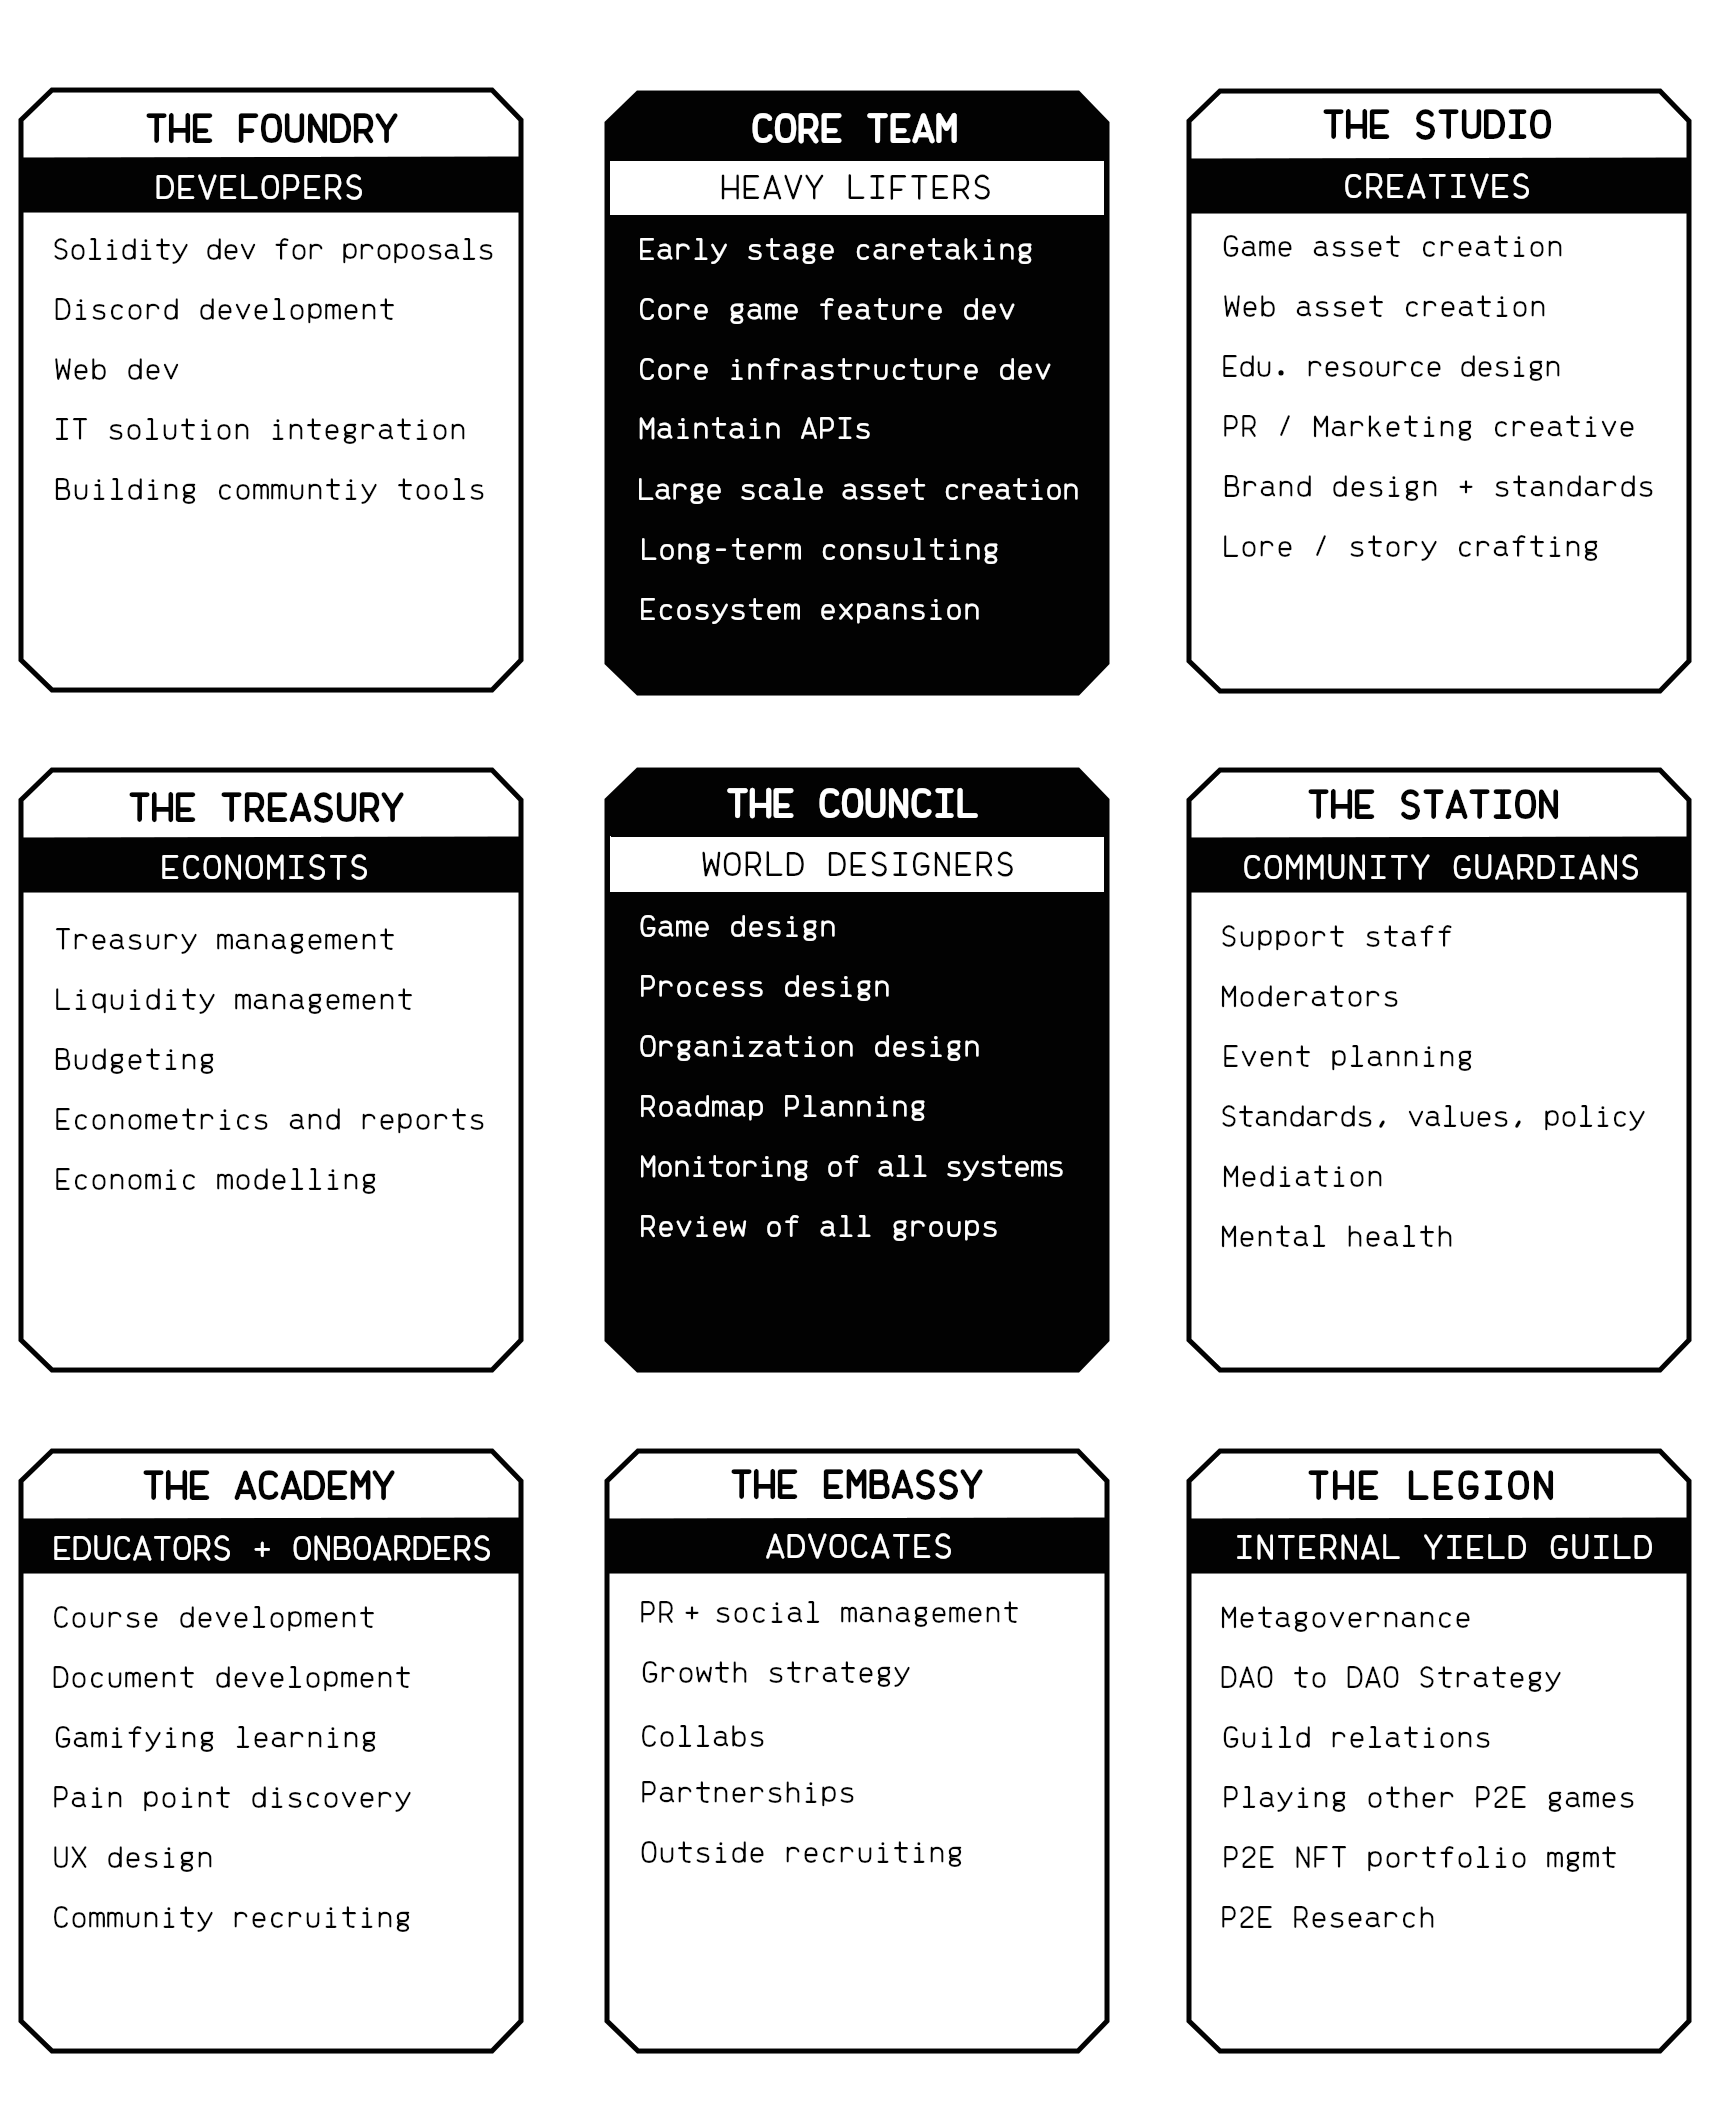 THE FOUNDRY
DEVELOPERS
Solidity dev for proposals
Discord development
Web dev
IT solution integration
Building communtiy tools
CORE TEAM
HEAVY LIFTERS
Early stage caretaking
Core game feature dev
Core infrastructure dev
Maintain APIs
Large scale asset creation
Long-term consulting
Ecosystem expansion
THE STUDIO
CREATIVES
Game asset creation
Web asset creation
Edu. resource design
PR / Marketing creative
Brand design + standards
Lore / story crafting
THE TREASURY
ECONOMISTS
Treasury management
Liquidity management
Budgeting
Econometrics and reports
Economic modelling
THE COUNCIL
WORLD DESIGNERS
Game design
Process design
Organization design
Roadmap Planning
Monitoring of all systems
Review of all groups
THE STATION
COMMUNITY GUARDIANS
Support staff
Moderators
Event planning
Standards, values, policy
Mediation
Mental health
THE ACADEMY
EDUCATORS + ONBOARDERS
Course development
Document development
Gamifying learning
Pain point discovery
UX design
Community recruiting
THE EMBASSY
ADVOCATES
PR + social management
Growth strategy
Collabs
Partnerships
Outside recruiting
THE LEGION
INTERNAL YIELD GUILD
Metagovernance
DAO to DAO Strategy
Guild relations
Playing other P2E games
P2E NFT portfolio mgmt
P2E Research